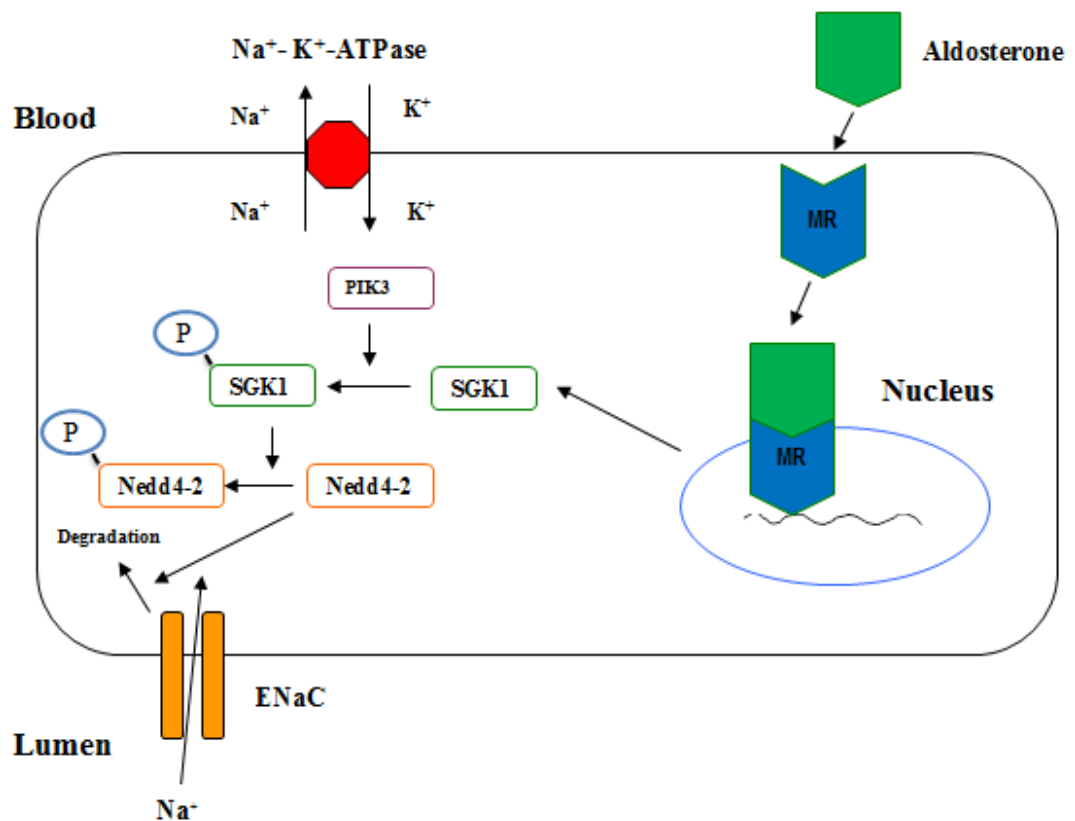 Na⁺- K⁺-ATPase
Aldosterone
Blood
Na⁺
K⁺
Na⁺
K⁺
MR
PIK3
P
SGK1
SGK1
Nucleus
P
MR
Nedd4-2
Nedd4-2
Degradation
ENaC
Lumen
Na⁺